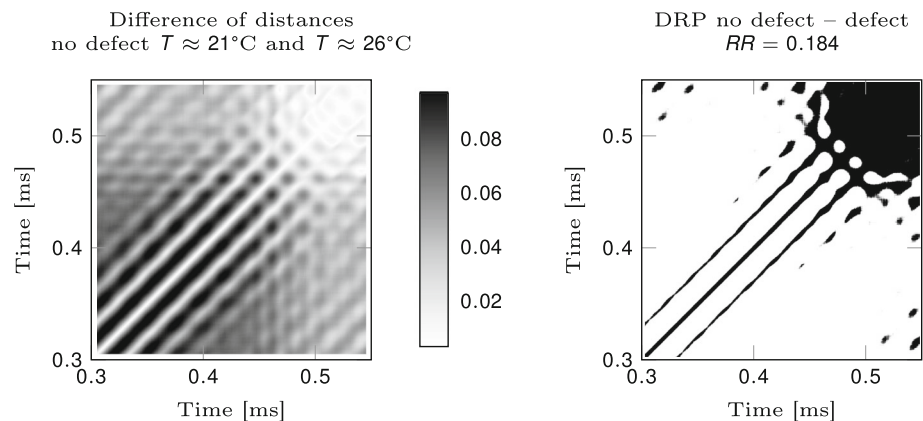 Difference of distances
no defect T ≈ 21°C and T ≈ 26°C
0.5
0.4
0.3
0.3
0.4
0.5
Time [ms]
Time [ms]
0.08
0.06
0.04
0.02
DRP no defect – defect
RR = 0.184
0.5
0.4
0.3
0.3
0.4
0.5
Time [ms]
Time [ms]